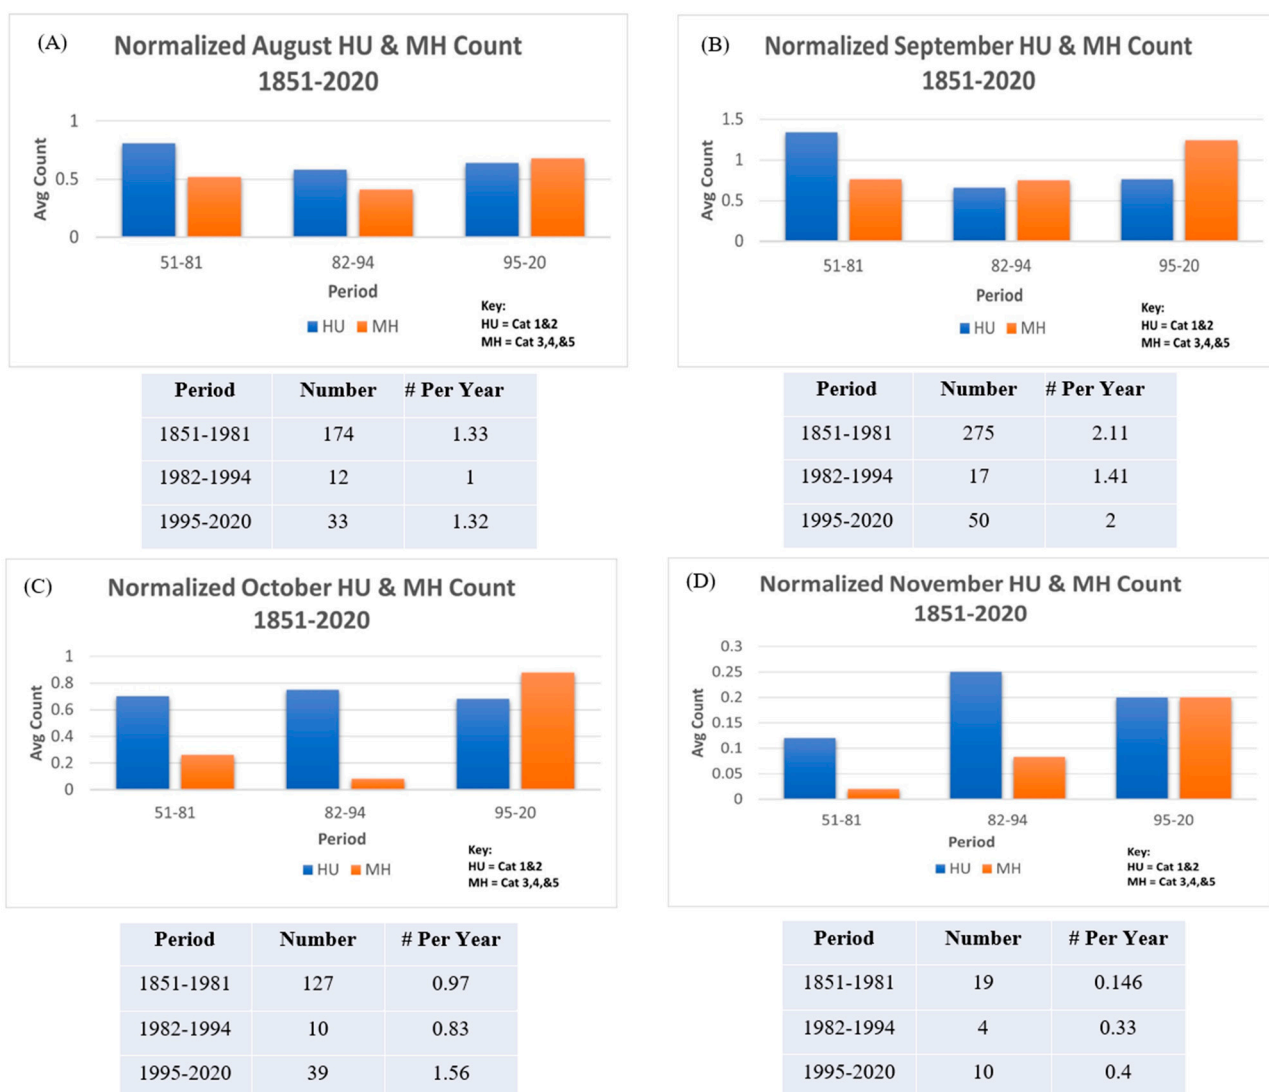 (A)
Normalized August HU & MH Count
1851-2020
1
0.5
0
Avg Count
51-81
82-94
95-20
Period
HU
MH
Key:
HU = Cat 1&2
MH = Cat 3,4,&5
Period Number # Per Year
1851-1981 174 1.33
1982-1994 12 1
1995-2020 33 1.32
(B)
Normalized September HU & MH Count
1851-2020
1.5
1
0.5
0
Avg Count
51-81
82-94
95-20
Period
HU
MH
Key:
HU = Cat 1&2
MH = Cat 3,4,&5
Period Number # Per Year
1851-1981 275 2.11
1982-1994 17 1.41
1995-2020 50 2
(C)
Normalized October HU & MH Count
1851-2020
1
0.8
0.6
0.4
0.2
0
Avg Count
51-81
82-94
95-20
Period
HU
MH
Key:
HU = Cat 1&2
MH = Cat 3,4,&5
Period Number # Per Year
1851-1981 127 0.97
1982-1994 10 0.83
1995-2020 39 1.56
(D)
Normalized November HU & MH Count
1851-2020
0.3
0.25
0.2
0.15
0.1
0.05
0
Avg Count
51-81
82-94
95-20
Period
HU
MH
Key:
HU = Cat 1&2
MH = Cat 3,4,&5
Period Number # Per Year
1851-1981 19 0.146
1982-1994 4 0.33
1995-2020 10 0.4